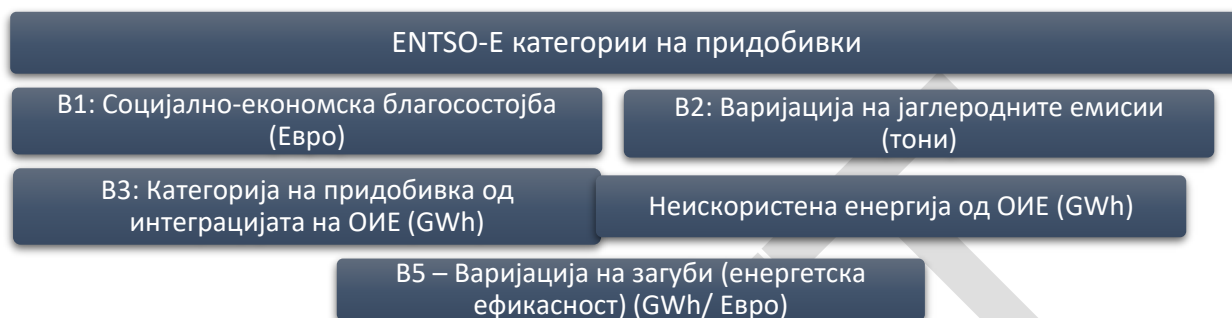 ENTSO-E категории на придобивки
B1: Социјално-економска благосостојба
(Евро)
B2: Варијација на јаглеродните емисии
(тони)
B3: Категорија на придобивка од
интеграцијата на ОИЕ (GWh)
Неискористена енергија од ОИЕ (GWh)
B5 – Варијација на загуби (енергетска
ефикасност) (GWh/ Евро)